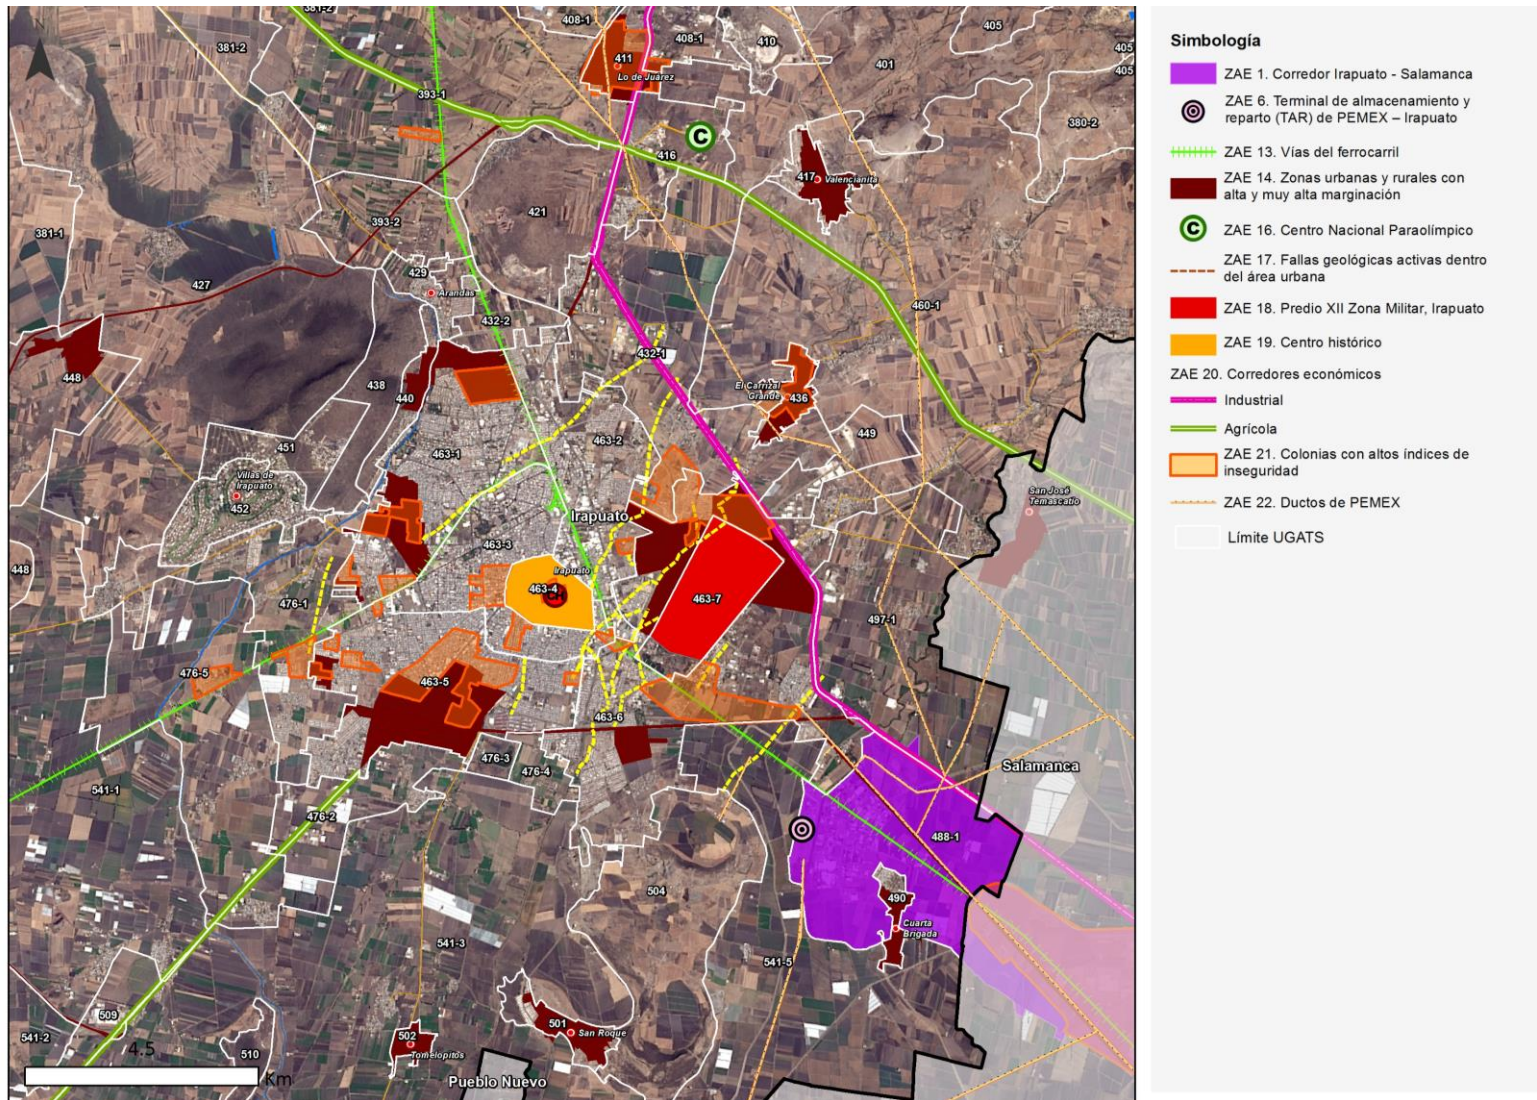 381-2
408-1
405
381-2
408-1
410
405
411
401
405
Lo de Juárez
393-1
380-2
C
416
417
Valencianita
421
393-2
381-1
429
427
Arandas
460-1
432-2
432-1
448
438
El Carrizal
Grande
436
440
449
463-2
451
463-1
Villas de
Irapuato
San José
Temascatío
452
Irapuato
463-3
448
Irapuato
463-4
CH
463-7
476-1
497-1
476-5
463-5
463-6
476-3
476-4
Salamanca
541-1
476-2
488-1
504
490
Cuarta
Brigada
541-3
541-5
509
501
San Roque
541-2
502
510
Tomelopitos
4.5
Km
Pueblo Nuevo
Simbología
ZAE 1. Corredor Irapuato - Salamanca
ZAE 6. Terminal de almacenamiento y
reparto (TAR) de PEMEX – Irapuato
ZAE 13. Vías del ferrocarril
ZAE 14. Zonas urbanas y rurales con
alta y muy alta marginación
C
ZAE 16. Centro Nacional Paraolímpico
ZAE 17. Fallas geológicas activas dentro
del área urbana
ZAE 18. Predio XII Zona Militar, Irapuato
ZAE 19. Centro histórico
ZAE 20. Corredores económicos
Industrial
Agrícola
ZAE 21. Colonias con altos índices de
inseguridad
ZAE 22. Ductos de PEMEX
Límite UGATS